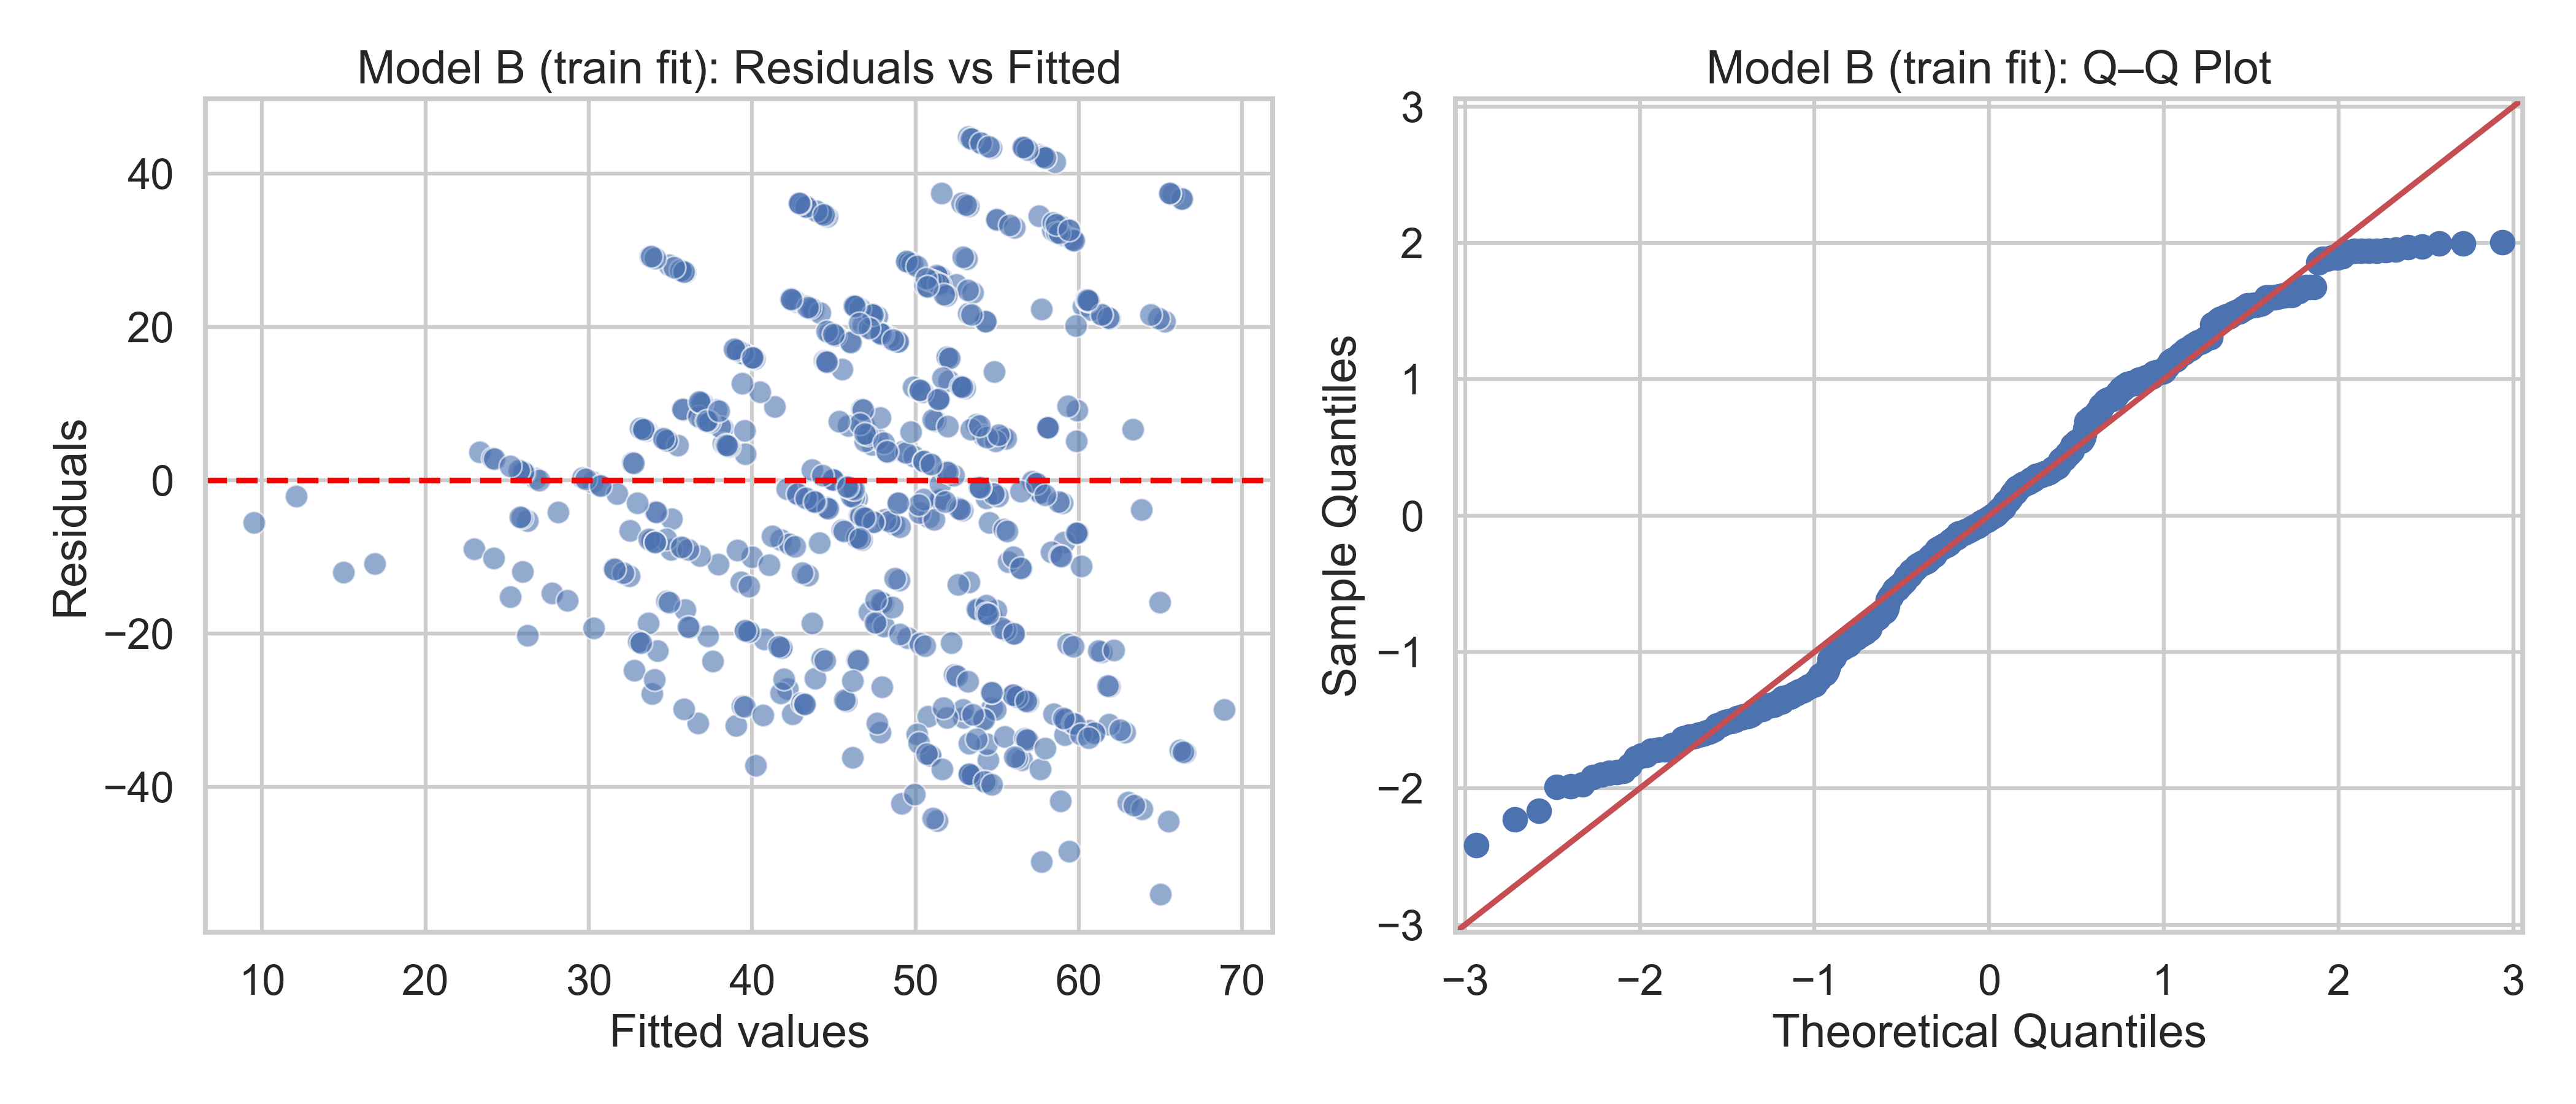 Model B (train fit): Residuals vs Fitted
40
20
0
−20
−40
Residuals
10 20 30 40 50 60 70
Fitted values
Model B (train fit): Q–Q Plot
3
2
1
0
−1
−2
−3
Sample Quantiles
−3 −2 −1 0 1 2 3
Theoretical Quantiles